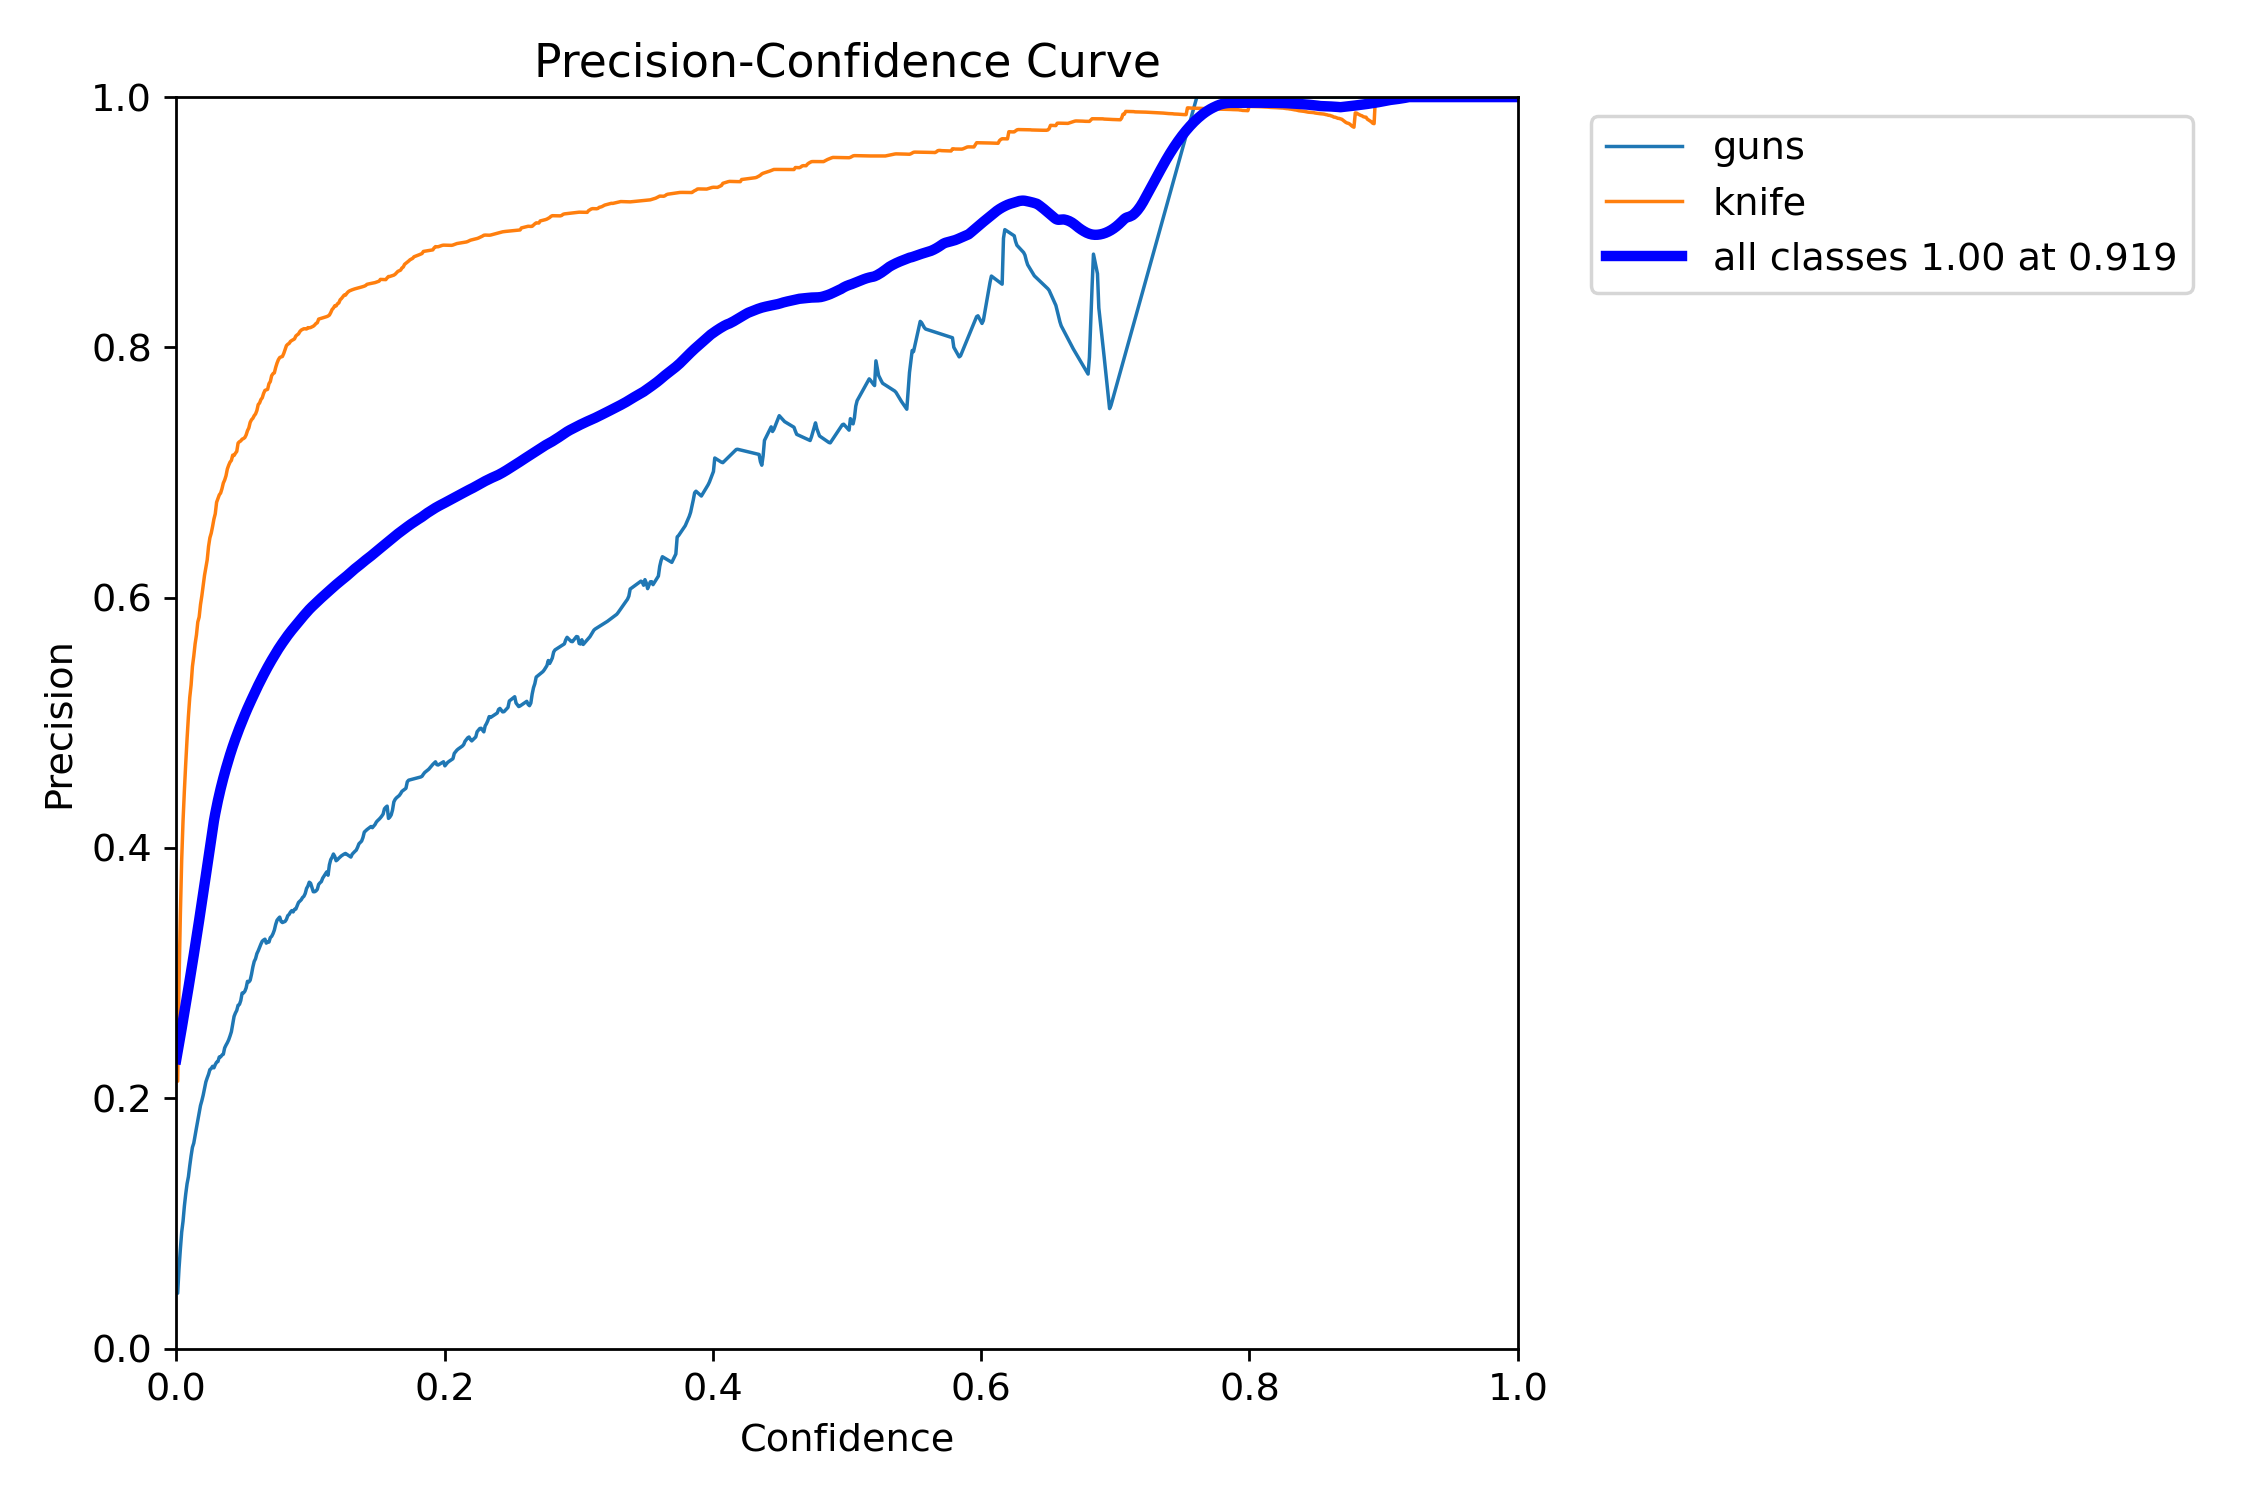 Precision-Confidence Curve
1.0
0.8
0.6
0.4
0.2
0.0
Precision
0.0 0.2 0.4 0.6 0.8 1.0
Confidence
guns
knife
all classes 1.00 at 0.919